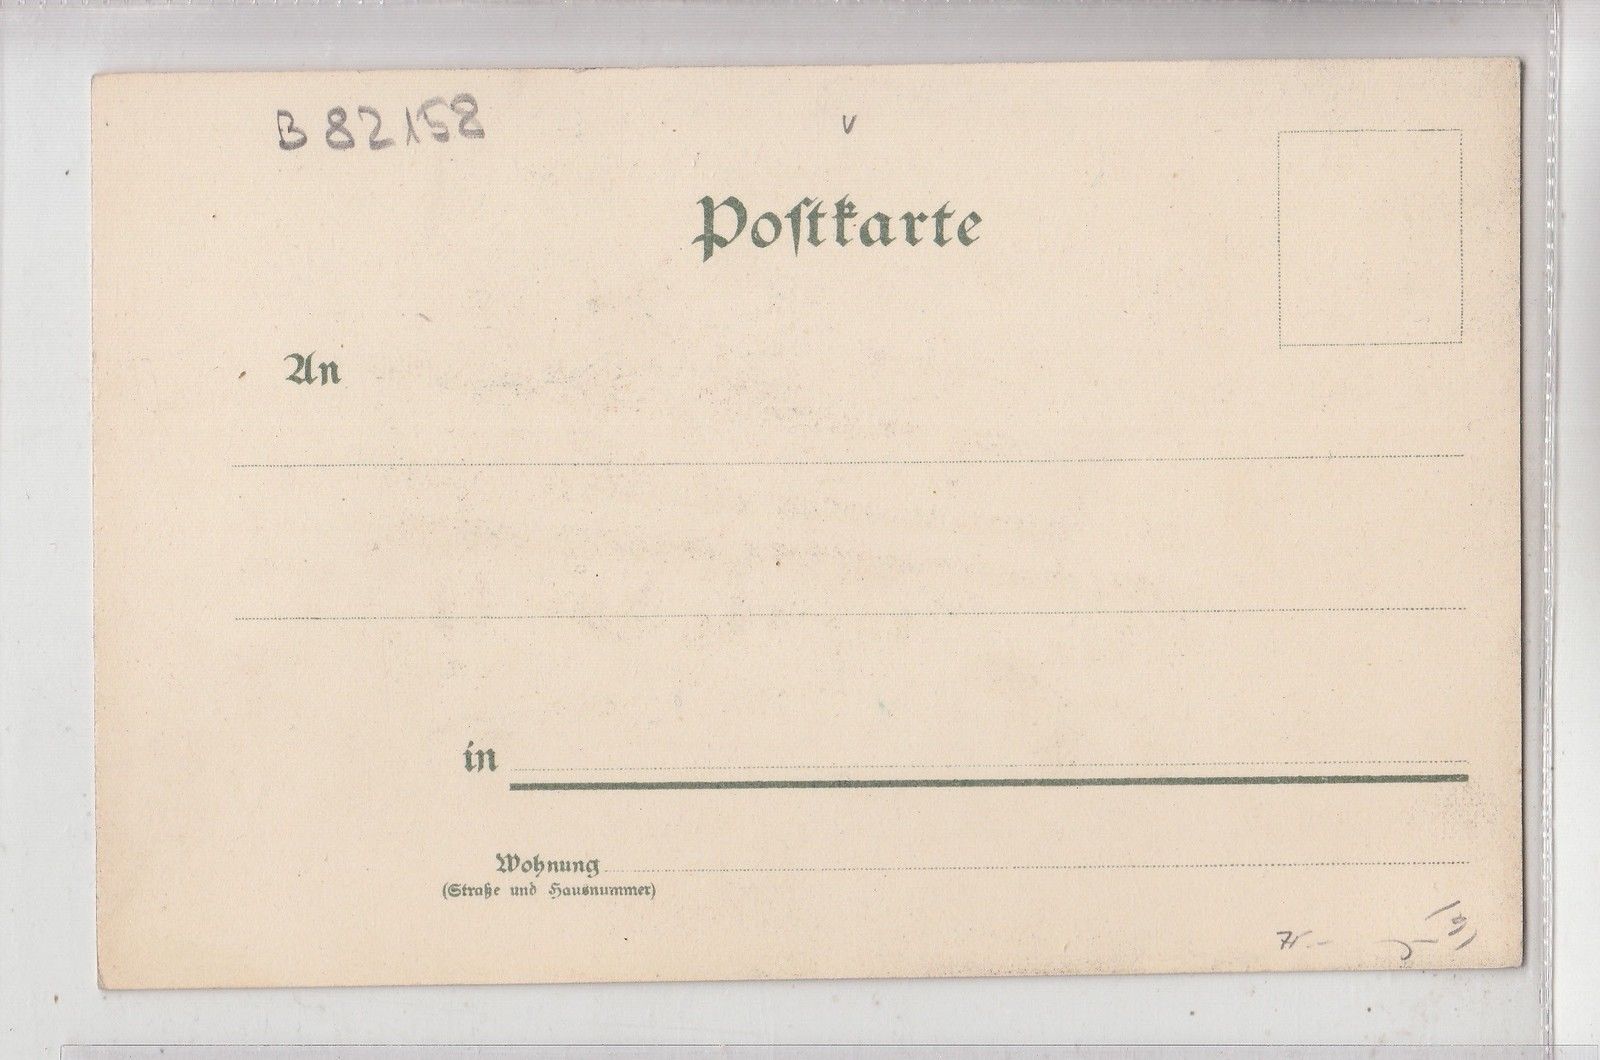 B 82158
v
Postkarte
An
in
Wohnung
(Straße und Hausnummer)